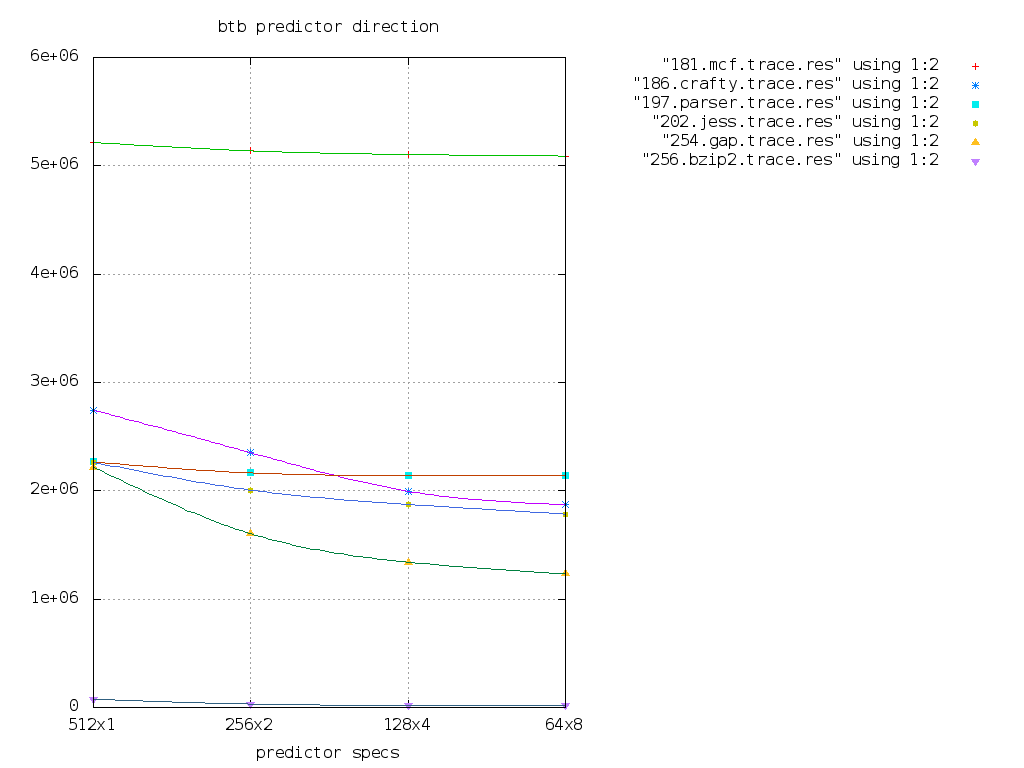 btb predictor direction
"181.mcf.trace.res" using 1:2
"186.crafty.trace.res" using 1:2
"197.parser.trace.res" using 1:2
"202.jess.trace.res" using 1:2
"254.gap.trace.res" using 1:2
"256.bzip2.trace.res" using 1:2
6e+06
5e+06
4e+06
3e+06
2e+06
1e+06
0
512x1 256x2 128x4 64x8
predictor specs